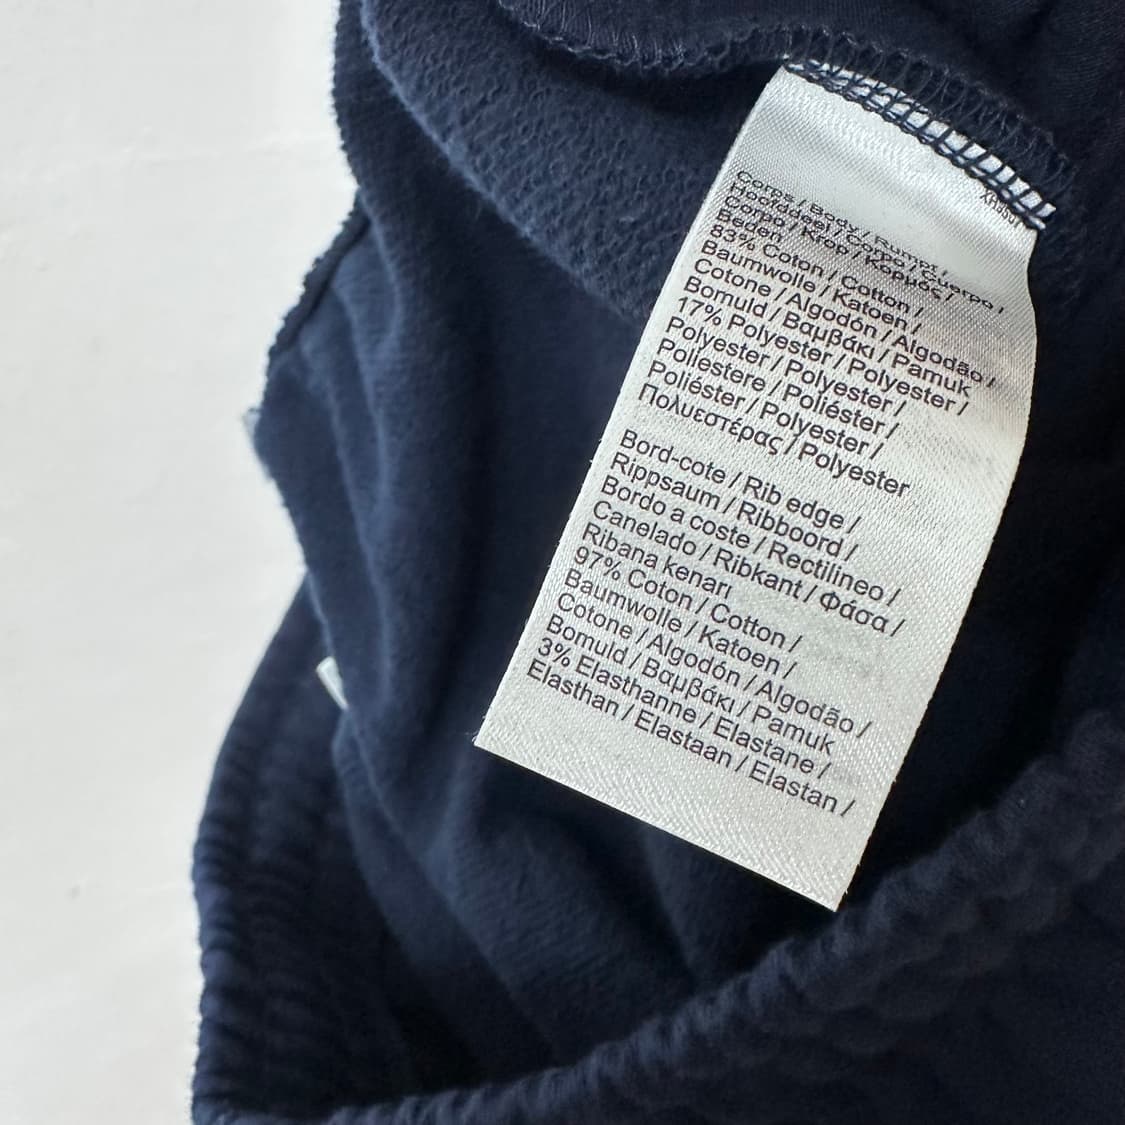 Corps / Body / Rumpf /
Hoofddeel / Corpo / Cuerpo /
Corpo / Krop / Κορμός /
Beden
83% Coton / Cotton /
Baumwolle / Katoen /
Cotone / Algodón / Algodão /
Bomuld / Βαμβάκι / Pamuk
17% Polyester / Polyester /
Polyester / Polyester /
Poliestere / Poliéster /
Poliéster / Polyester /
Πολυεστέρας / Polyester
Bord-cote / Rib edge /
Rippsaum / Ribboord /
Bordo a coste / Rectilineo /
Canelado / Ribkant / Φάσα /
Ribana kenarı
97% Coton / Cotton /
Baumwolle / Katoen /
Cotone / Algodón / Algodão /
Bomuld / Βαμβάκι / Pamuk
3% Elasthanne / Elastane /
Elasthan / Elastaan / Elastan /